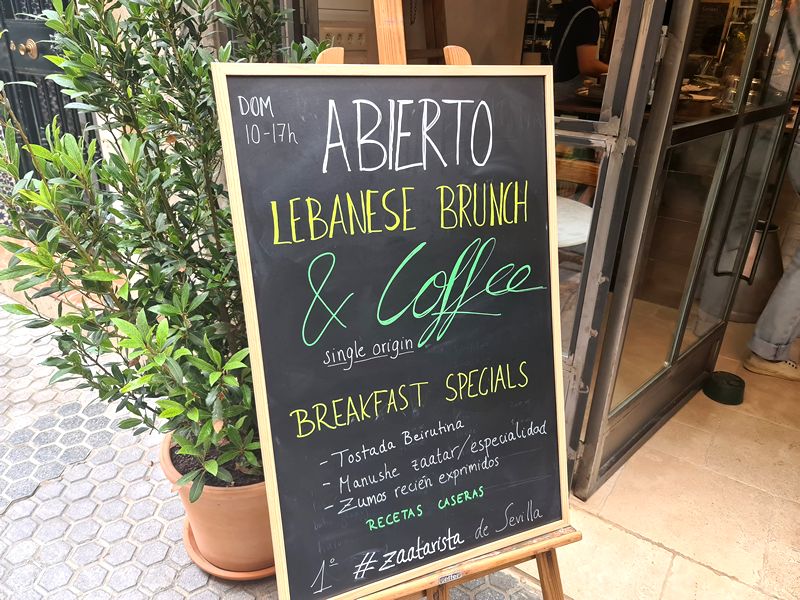 DOM
10-17h
ABIERTO
LEBANESE BRUNCH
& Coffee
single origin
BREAKFAST SPECIALS
- Tostada Beirutina
- Manushe zaatar/especialidad
- Zumos recién exprimidos
RECETAS CASERAS
1º #zaatarista de Sevilla